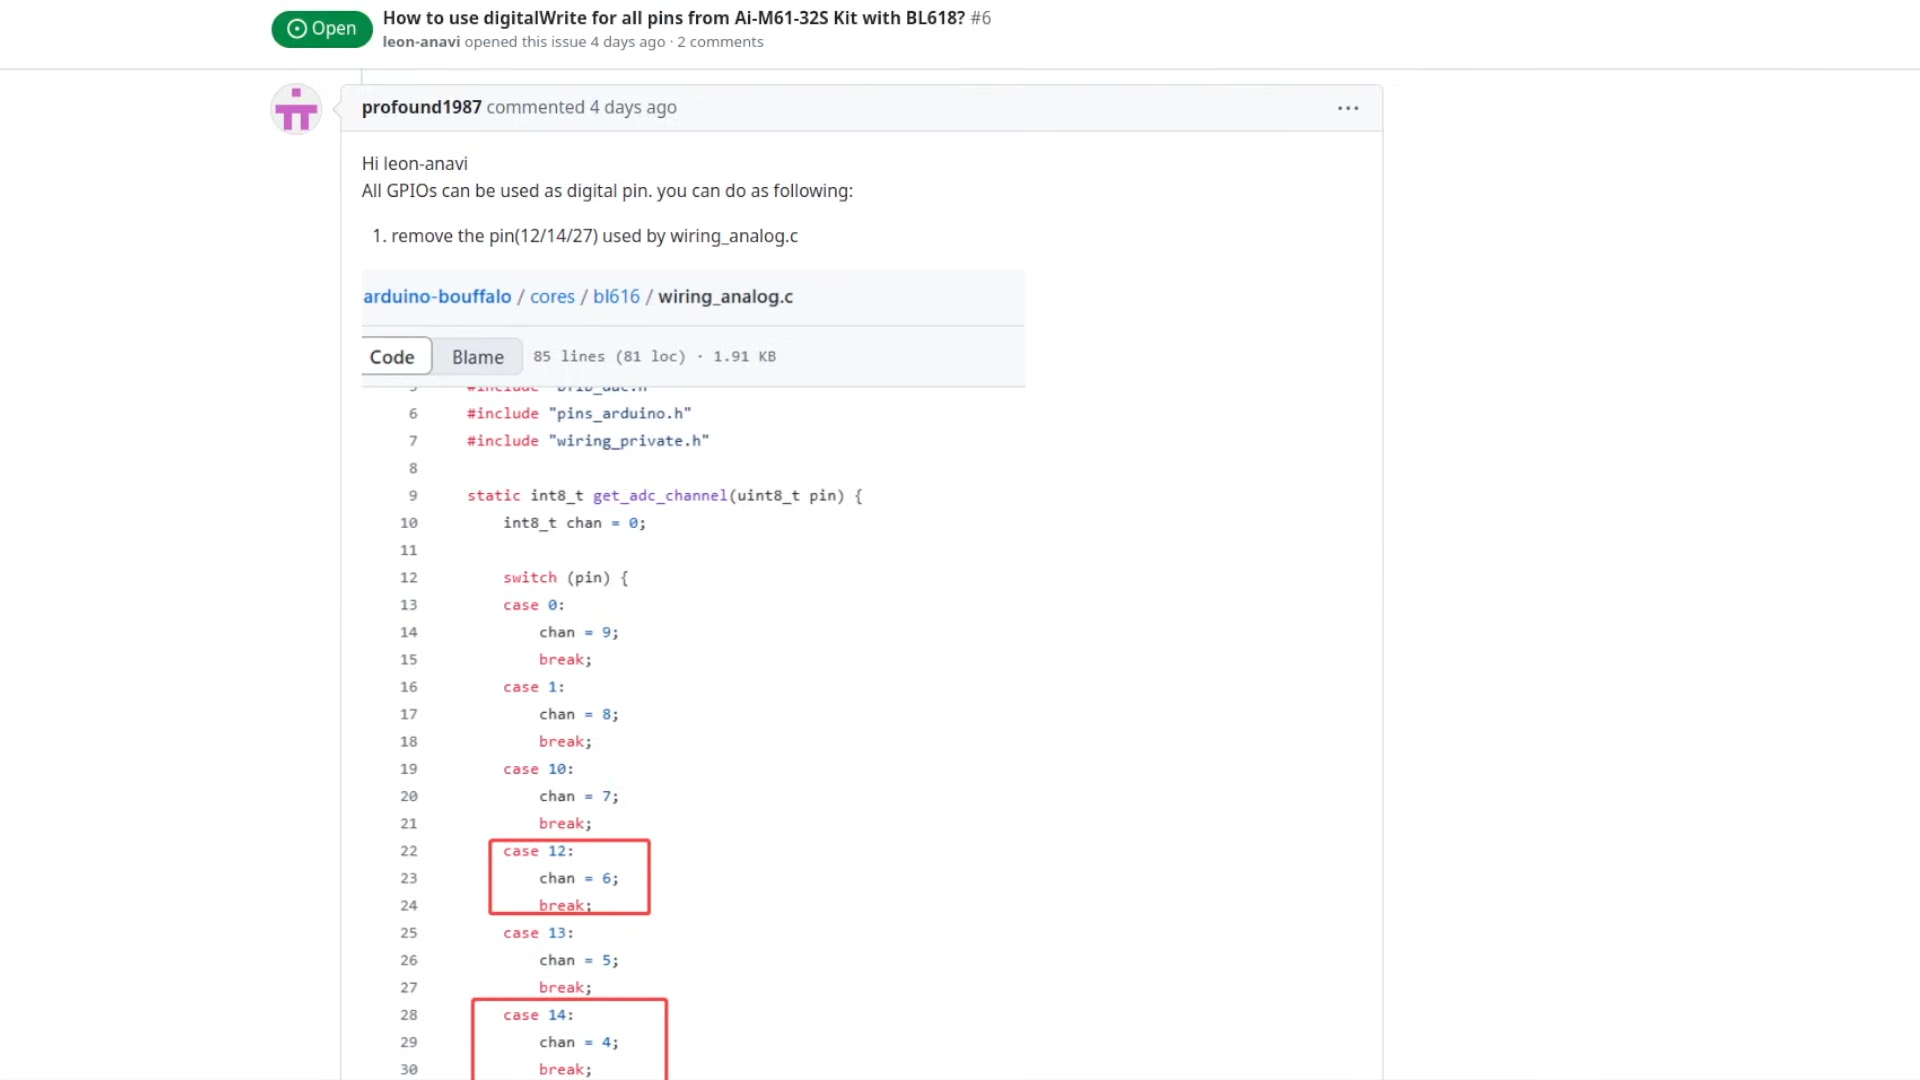 Open
How to use digitalWrite for all pins from Ai-M61-32S Kit with BL618? #6
leon-anavi opened this issue 4 days ago · 2 comments
profound1987 commented 4 days ago
Hi leon-anavi
All GPIOs can be used as digital pin. you can do as following:
1. remove the pin(12/14/27) used by wiring_analog.c
arduino-bouffalo / cores / bl616 / wiring_analog.c
Code Blame 85 lines (81 loc) · 1.91 KB
6 #include "pins_arduino.h"
7 #include "wiring_private.h"
8
9 static int8_t get_adc_channel(uint8_t pin) {
10 int8_t chan = 0;
11
12 switch (pin) {
13 case 0:
14 chan = 9;
15 break;
16 case 1:
17 chan = 8;
18 break;
19 case 10:
20 chan = 7;
21 break;
22 case 12:
23 chan = 6;
24 break;
25 case 13:
26 chan = 5;
27 break;
28 case 14:
29 chan = 4;
30 break;